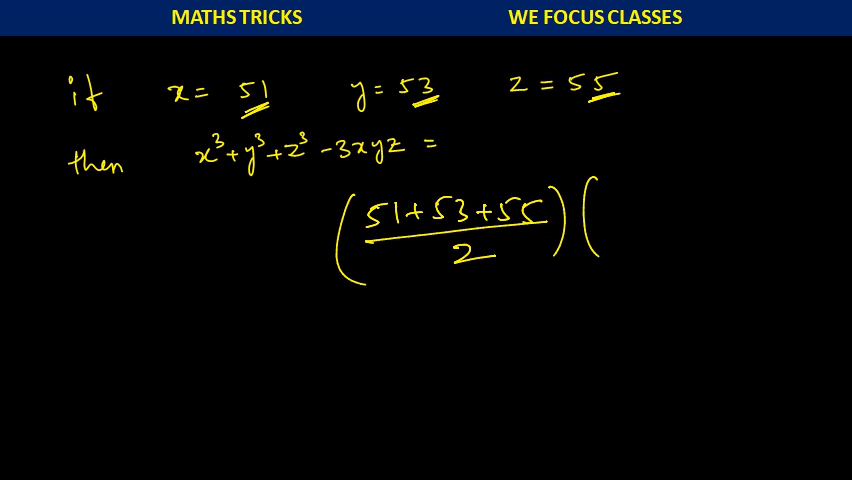 MATHS TRICKS WE FOCUS CLASSES
if x = 51 y = 53 z = 55
then x³ + y³ + z³ - 3xyz =
(51+53+55
2) (